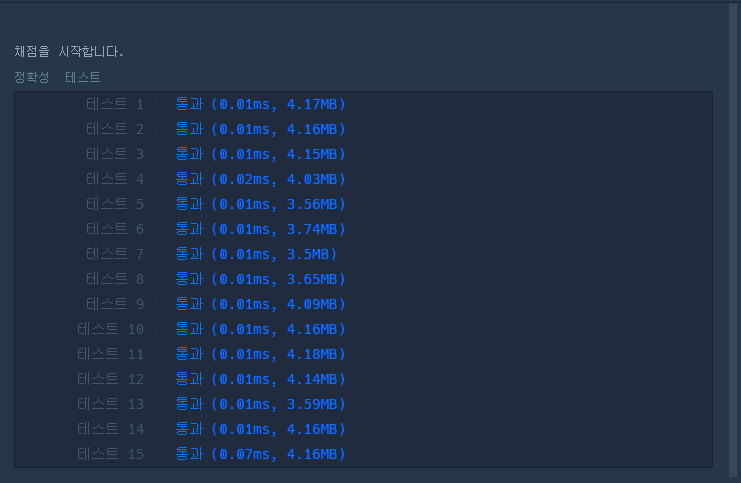 채점을 시작합니다.
정확성 테스트
테스트 1 〉 통과 (0.01ms, 4.17MB)
테스트 2 〉 통과 (0.01ms, 4.16MB)
테스트 3 〉 통과 (0.01ms, 4.15MB)
테스트 4 〉 통과 (0.02ms, 4.03MB)
테스트 5 〉 통과 (0.01ms, 3.56MB)
테스트 6 〉 통과 (0.01ms, 3.74MB)
테스트 7 〉 통과 (0.01ms, 3.5MB)
테스트 8 〉 통과 (0.01ms, 3.65MB)
테스트 9 〉 통과 (0.01ms, 4.09MB)
테스트 10 〉 통과 (0.01ms, 4.16MB)
테스트 11 〉 통과 (0.01ms, 4.18MB)
테스트 12 〉 통과 (0.01ms, 4.14MB)
테스트 13 〉 통과 (0.01ms, 3.59MB)
테스트 14 〉 통과 (0.01ms, 4.16MB)
테스트 15 〉 통과 (0.07ms, 4.16MB)